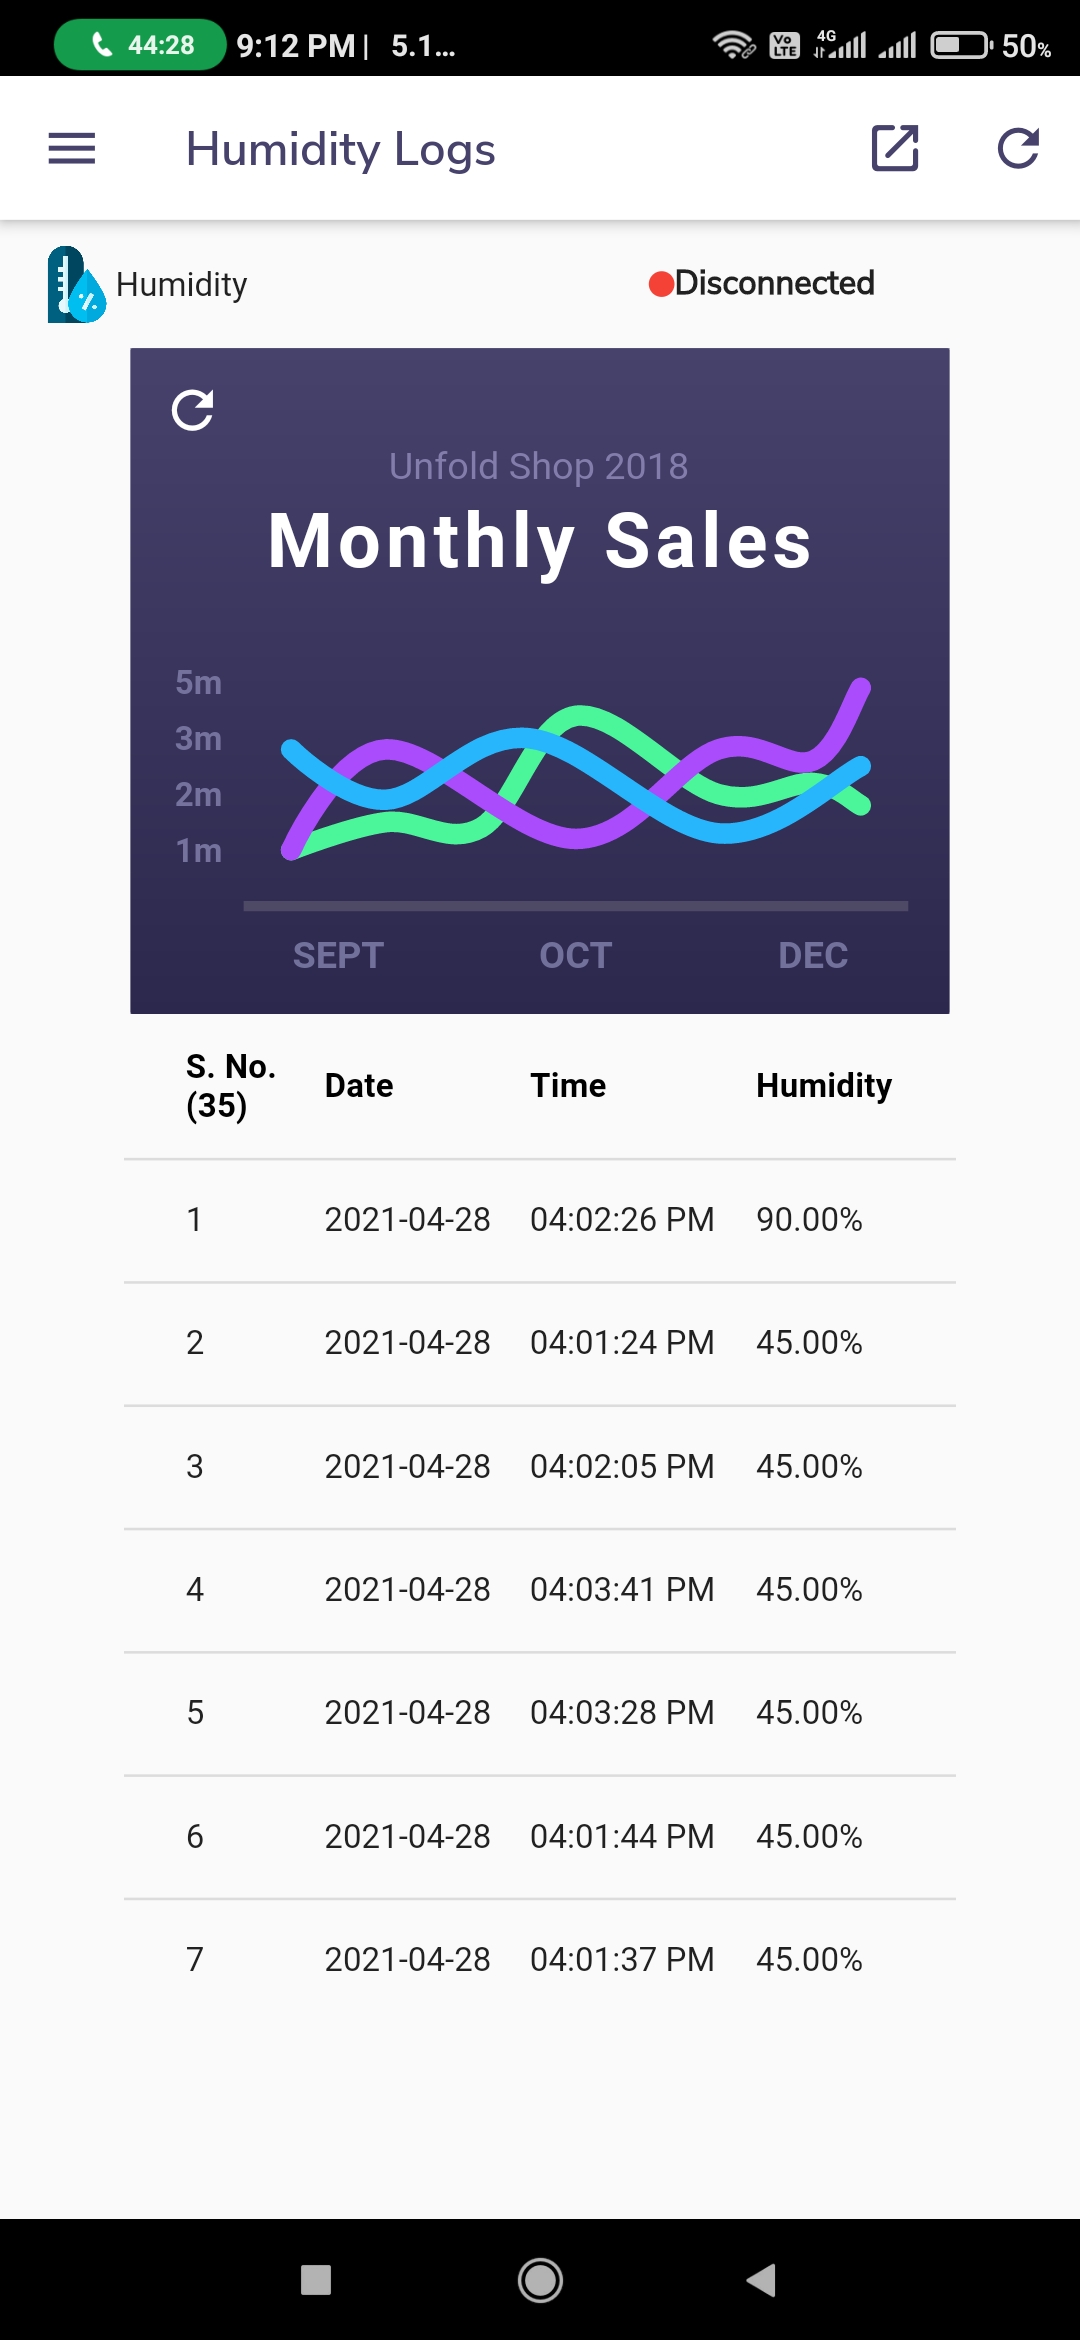 44:28 9:12 PM | 5.1... Vo LTE 4G 50%
Humidity Logs
Humidity Disconnected
Unfold Shop 2018
Monthly Sales
5m
3m
2m
1m
SEPT OCT DEC
S. No. (35) Date Time Humidity
1 2021-04-28 04:02:26 PM 90.00%
2 2021-04-28 04:01:24 PM 45.00%
3 2021-04-28 04:02:05 PM 45.00%
4 2021-04-28 04:03:41 PM 45.00%
5 2021-04-28 04:03:28 PM 45.00%
6 2021-04-28 04:01:44 PM 45.00%
7 2021-04-28 04:01:37 PM 45.00%